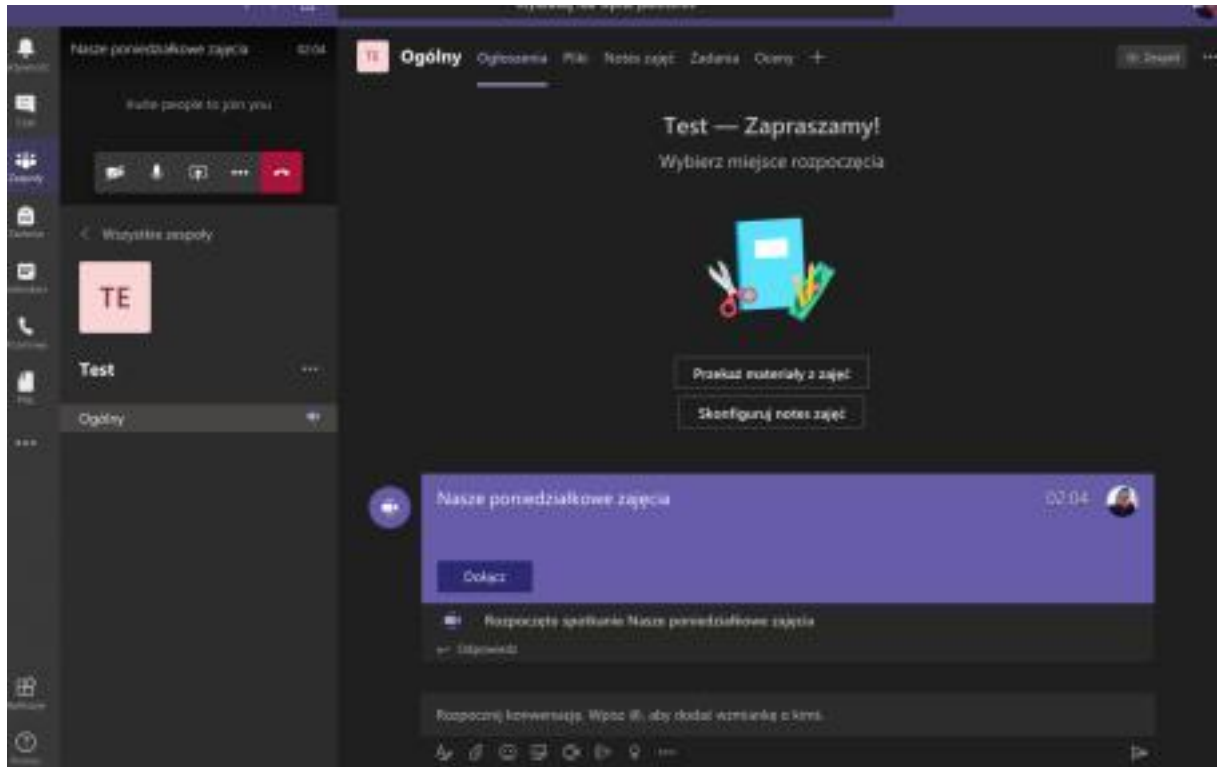 Nasze poniedziałkowe zajęcia 02:04
Invite people to join you
Wszystkie zespoły
TE
Test
Ogólny
TE Ogólny Ogłoszenia Pliki Notes zajęć Zadania Oceny +
Zespół
Test — Zapraszamy!
Wybierz miejsce rozpoczęcia
Przekaż materiały z zajęć
Skonfiguruj notes zajęć
Nasze poniedziałkowe zajęcia 02:04
Dołącz
Rozpoczęto spotkanie Nasze poniedziałkowe zajęcia
Odpowiedz
Rozpocznij konwersację. Wpisz @, aby dodać wzmiankę o kimś.